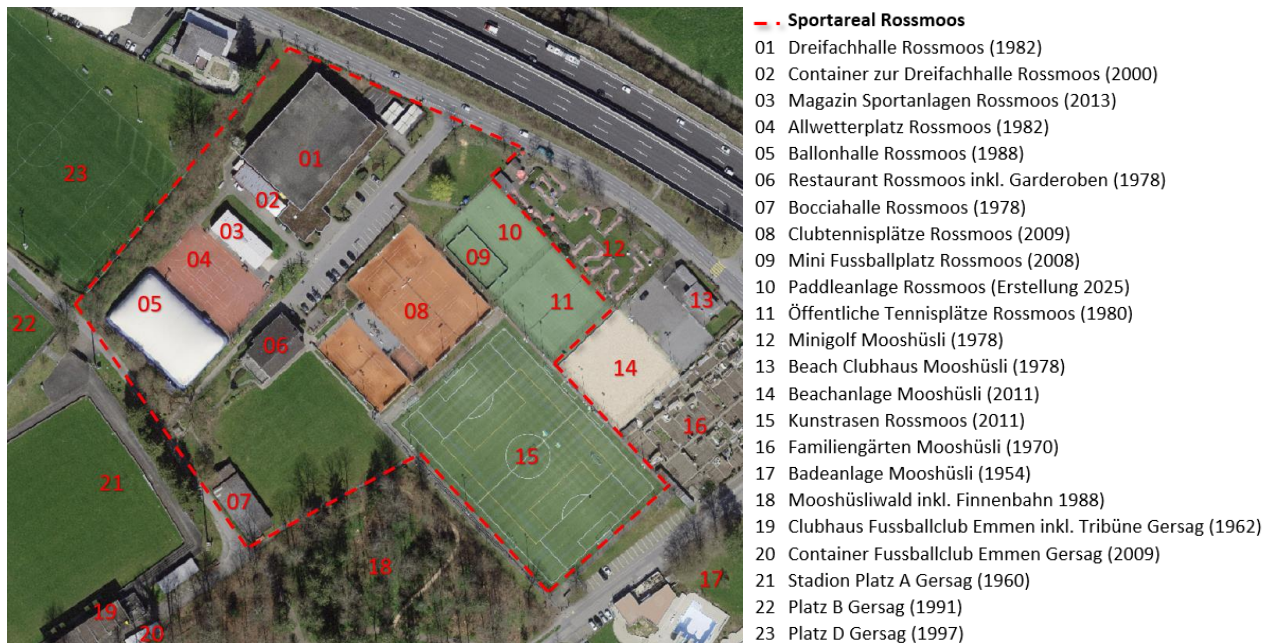 Sportareal Rossmoos
01 Dreifachhalle Rossmoos (1982)
02 Container zur Dreifachhalle Rossmoos (2000)
03 Magazin Sportanlagen Rossmoos (2013)
04 Allwetterplatz Rossmoos (1982)
05 Ballonhalle Rossmoos (1988)
06 Restaurant Rossmoos inkl. Garderoben (1978)
07 Bocciahalle Rossmoos (1978)
08 Clubtennisplätze Rossmoos (2009)
09 Mini Fussballplatz Rossmoos (2008)
10 Paddleanlage Rossmoos (Erstellung 2025)
11 Öffentliche Tennisplätze Rossmoos (1980)
12 Minigolf Mooshüsli (1978)
13 Beach Clubhaus Mooshüsli (1978)
14 Beachanlage Mooshüsli (2011)
15 Kunstrasen Rossmoos (2011)
16 Familiengärten Mooshüsli (1970)
17 Badeanlage Mooshüsli (1954)
18 Mooshüsliwald inkl. Finnenbahn 1988)
19 Clubhaus Fussballclub Emmen inkl. Tribüne Gersag (1962)
20 Container Fussballclub Emmen Gersag (2009)
21 Stadion Platz A Gersag (1960)
22 Platz B Gersag (1991)
23 Platz D Gersag (1997)
01
23
02
03
10
04
12
09
05
11
13
08
22
06
14
16
15
21
07
18
17
19
20